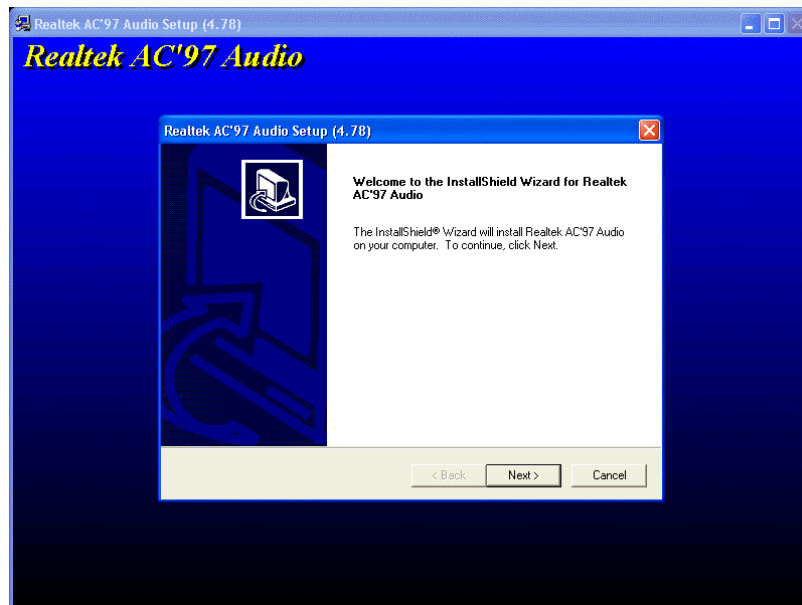 Realtek AC'97 Audio Setup (4.78)
Realtek AC'97 Audio
Realtek AC'97 Audio Setup (4.78)
Welcome to the InstallShield Wizard for Realtek
AC'97 Audio
The InstallShield® Wizard will install Realtek AC'97 Audio
on your computer. To continue, click Next.
< Back Next > Cancel